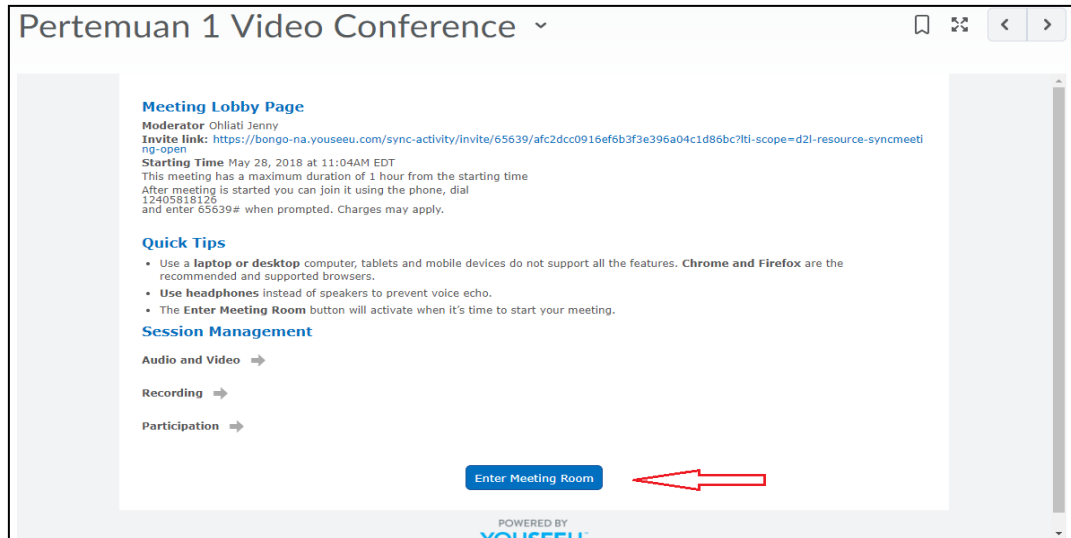 Pertemuan 1 Video Conference
Meeting Lobby Page
Moderator Ohliati Jenny
Invite link: https://bongo-na.youseeu.com/sync-activity/invite/65639/afc2dcc0916ef6b3f3e396a04c1d86bc?lti-scope=d2l-resource-syncmeeti
ng-open
Starting Time May 28, 2018 at 11:04AM EDT
This meeting has a maximum duration of 1 hour from the starting time
After meeting is started you can join it using the phone, dial
12405818126
and enter 65639# when prompted. Charges may apply.
Quick Tips
• Use a laptop or desktop computer, tablets and mobile devices do not support all the features. Chrome and Firefox are the
recommended and supported browsers.
• Use headphones instead of speakers to prevent voice echo.
• The Enter Meeting Room button will activate when it's time to start your meeting.
Session Management
Audio and Video
Recording
Participation
Enter Meeting Room
POWERED BY
YOUSEEU